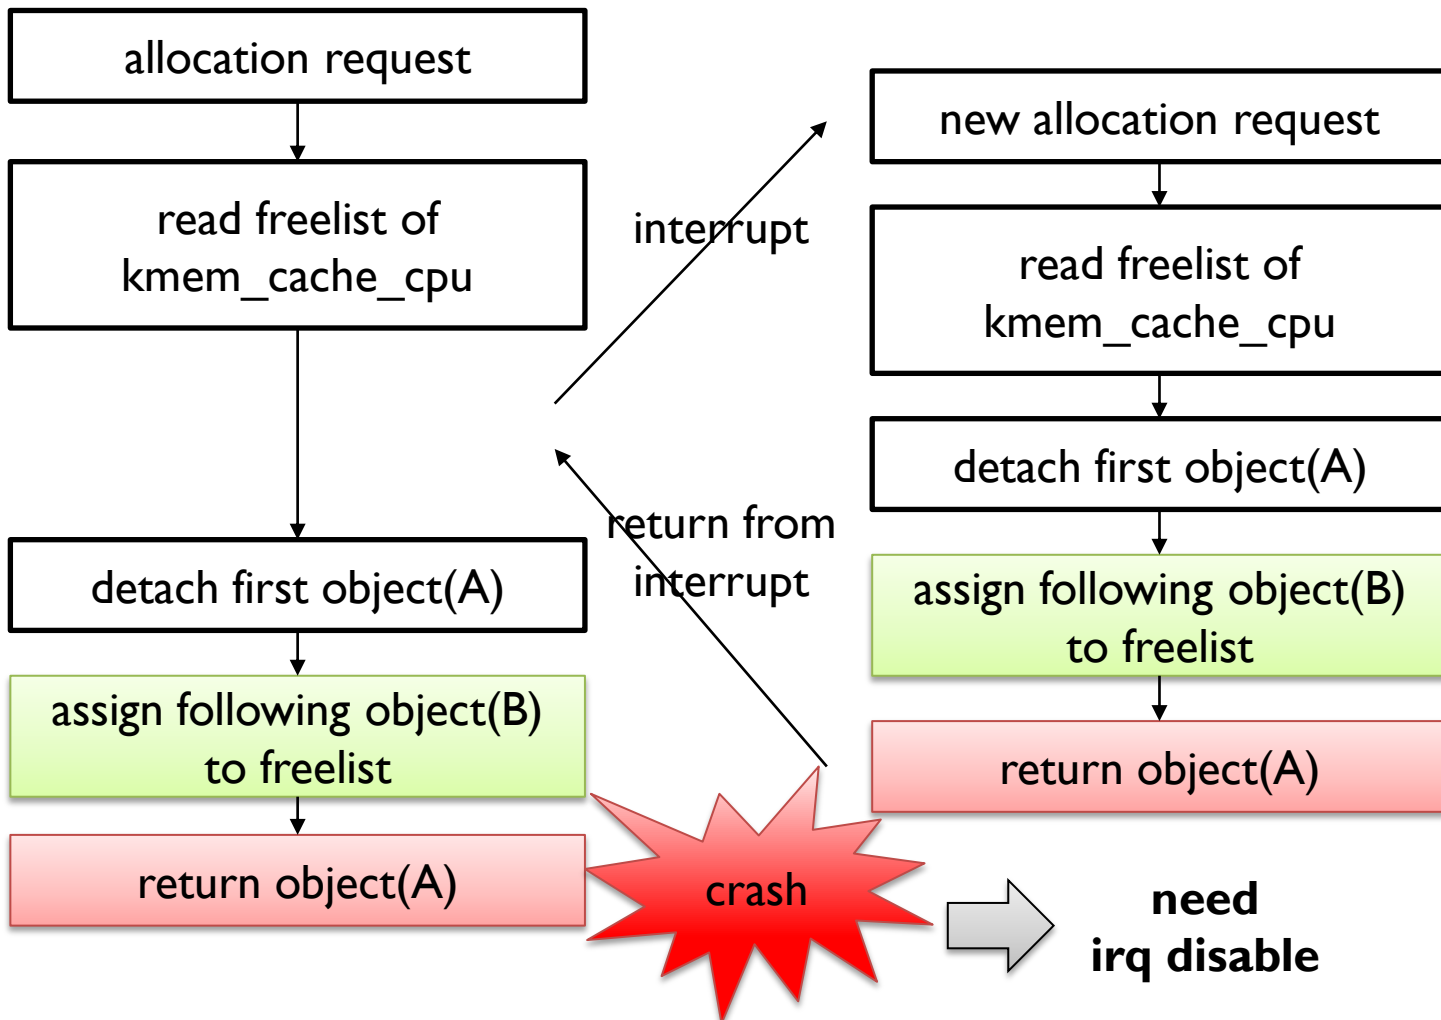 allocation request
read freelist of
kmem_cache_cpu
detach first object(A)
assign following object(B)
to freelist
return object(A)
interrupt
return from
interrupt
new allocation request
read freelist of
kmem_cache_cpu
detach first object(A)
assign following object(B)
to freelist
return object(A)
crash
need
irq disable